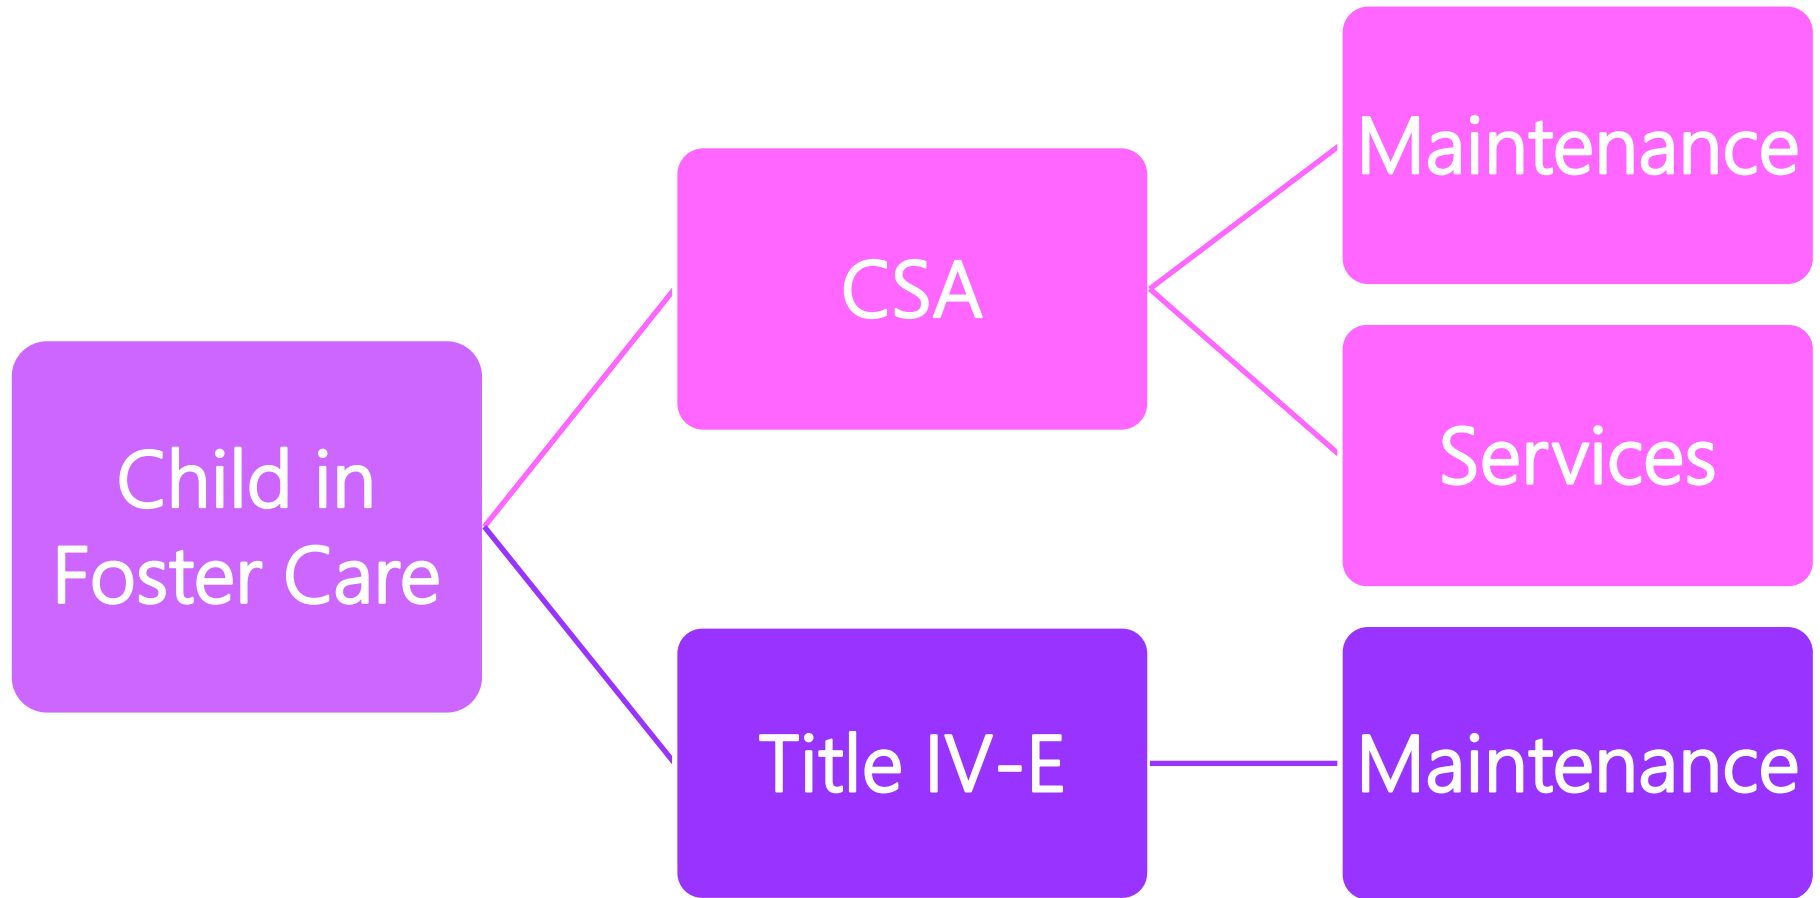 Child in
Foster Care
CSA
Maintenance
Services
Title IV-E
Maintenance